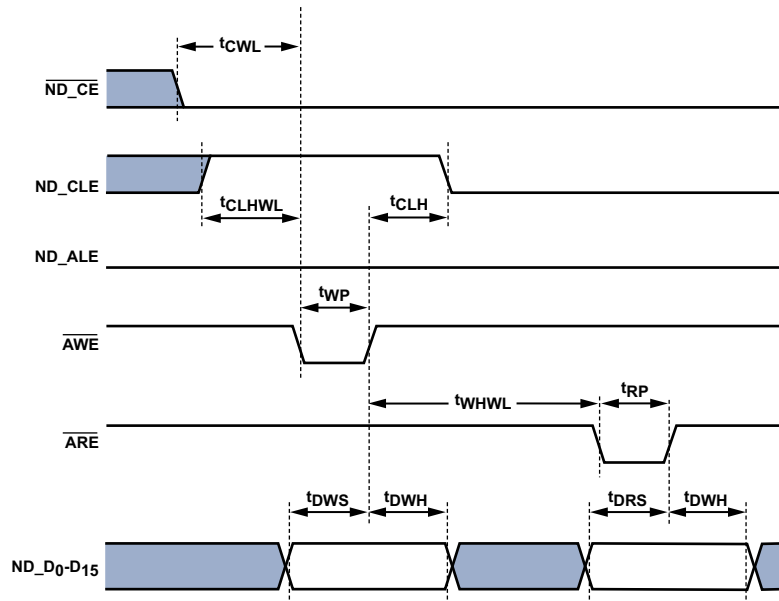 tCWL
ND_CE
ND_CLE
tCLHWL
tCLH
ND_ALE
tWP
AWE
tWHWL
tRP
ARE
tDWS
tDWH
tDRS
tDWH
ND_D0-D15